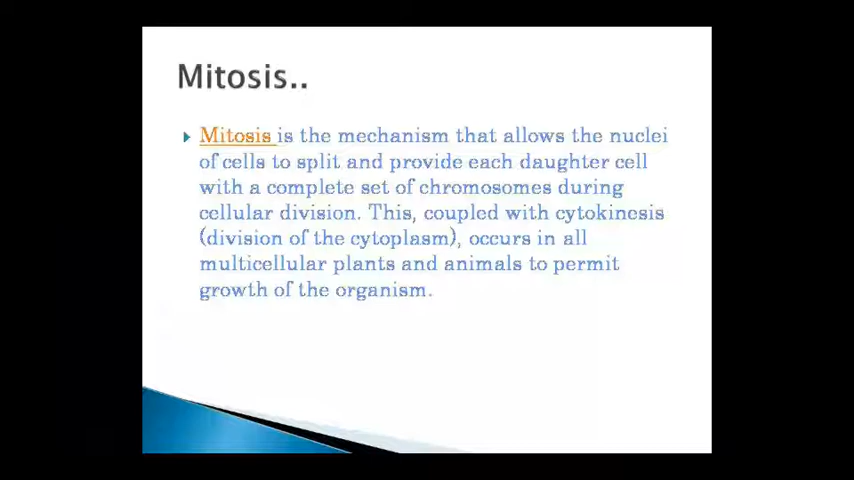 Mitosis..
Mitosis is the mechanism that allows the nuclei
of cells to split and provide each daughter cell
with a complete set of chromosomes during
cellular division. This, coupled with cytokinesis
(division of the cytoplasm), occurs in all
multicellular plants and animals to permit
growth of the organism.